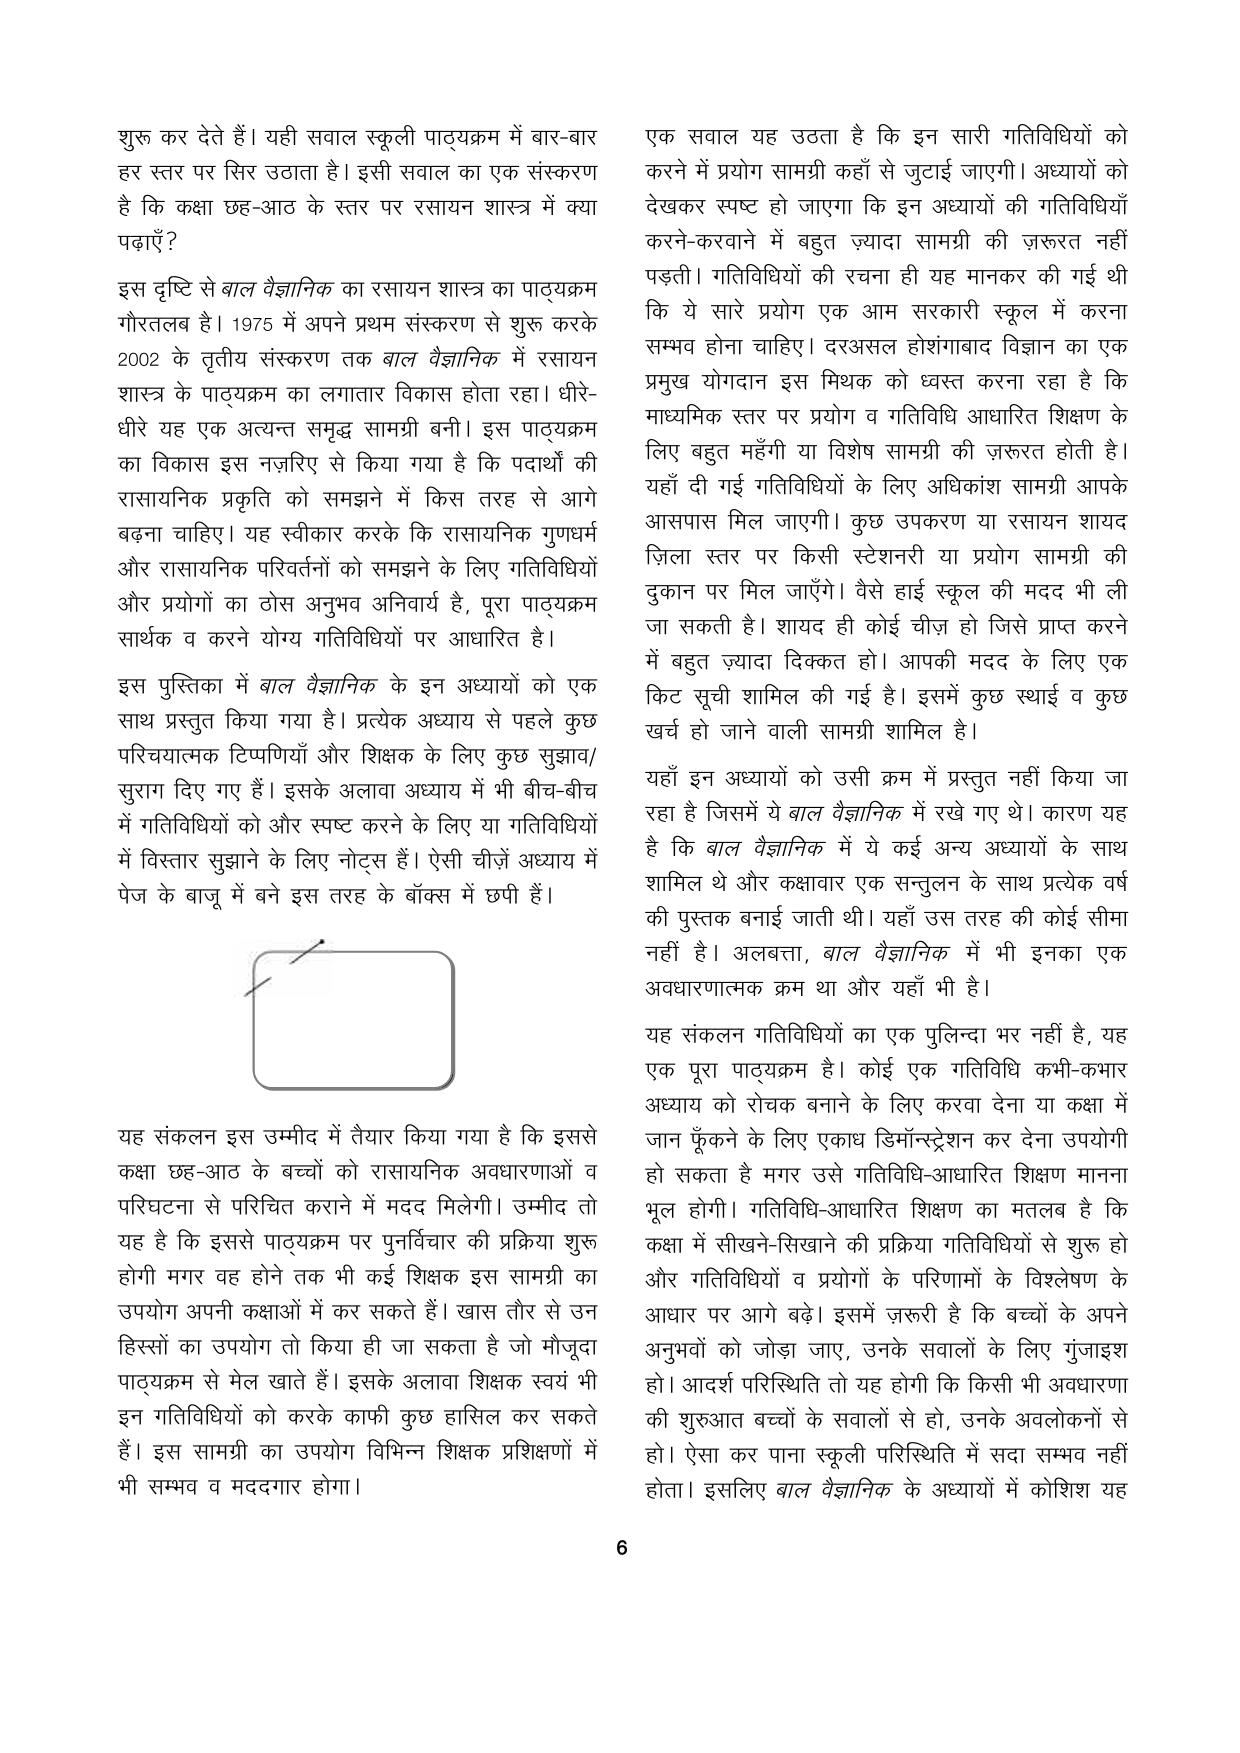 शुरू कर देते हैं। यही सवाल स्कूली पाठ्यक्रम में बार-बार
हर स्तर पर सिर उठाता है। इसी सवाल का एक संस्करण
है कि कक्षा छह-आठ के स्तर पर रसायन शास्त्र में क्या
पढ़ाएँ?
इस दृष्टि से बाल वैज्ञानिक का रसायन शास्त्र का पाठ्यक्रम
गौरतलब है। 1975 में अपने प्रथम संस्करण से शुरू करके
2002 के तृतीय संस्करण तक बाल वैज्ञानिक में रसायन
शास्त्र के पाठ्यक्रम का लगातार विकास होता रहा। धीरे-
धीरे यह एक अत्यन्त समृद्ध सामग्री बनी। इस पाठ्यक्रम
का विकास इस नज़रिए से किया गया है कि पदार्थों की
रासायनिक प्रकृति को समझने में किस तरह से आगे
बढ़ना चाहिए। यह स्वीकार करके कि रासायनिक गुणधर्म
और रासायनिक परिवर्तनों को समझने के लिए गतिविधियों
और प्रयोगों का ठोस अनुभव अनिवार्य है, पूरा पाठ्यक्रम
सार्थक व करने योग्य गतिविधियों पर आधारित है।
इस पुस्तिका में बाल वैज्ञानिक के इन अध्यायों को एक
साथ प्रस्तुत किया गया है। प्रत्येक अध्याय से पहले कुछ
परिचयात्मक टिप्पणियाँ और शिक्षक के लिए कुछ सुझाव/
सुराग दिए गए हैं। इसके अलावा अध्याय में भी बीच-बीच
में गतिविधियों को और स्पष्ट करने के लिए या गतिविधियों
में विस्तार सुझाने के लिए नोट्स हैं। ऐसी चीज़ें अध्याय में
पेज के बाजू में बने इस तरह के बॉक्स में छपी हैं।
यह संकलन इस उम्मीद में तैयार किया गया है कि इससे
कक्षा छह-आठ के बच्चों को रासायनिक अवधारणाओं व
परिघटना से परिचित कराने में मदद मिलेगी। उम्मीद तो
यह है कि इससे पाठ्यक्रम पर पुनर्विचार की प्रक्रिया शुरू
होगी मगर वह होने तक भी कई शिक्षक इस सामग्री का
उपयोग अपनी कक्षाओं में कर सकते हैं। खास तौर से उन
हिस्सों का उपयोग तो किया ही जा सकता है जो मौजूदा
पाठ्यक्रम से मेल खाते हैं। इसके अलावा शिक्षक स्वयं भी
इन गतिविधियों को करके काफी कुछ हासिल कर सकते
हैं। इस सामग्री का उपयोग विभिन्न शिक्षक प्रशिक्षणों में
भी सम्भव व मददगार होगा।
एक सवाल यह उठता है कि इन सारी गतिविधियों को
करने में प्रयोग सामग्री कहाँ से जुटाई जाएगी। अध्यायों को
देखकर स्पष्ट हो जाएगा कि इन अध्यायों की गतिविधियाँ
करने-करवाने में बहुत ज़्यादा सामग्री की ज़रूरत नहीं
पड़ती। गतिविधियों की रचना ही यह मानकर की गई थी
कि ये सारे प्रयोग एक आम सरकारी स्कूल में करना
सम्भव होना चाहिए। दरअसल होशंगाबाद विज्ञान का एक
प्रमुख योगदान इस मिथक को ध्वस्त करना रहा है कि
माध्यमिक स्तर पर प्रयोग व गतिविधि आधारित शिक्षण के
लिए बहुत महँगी या विशेष सामग्री की ज़रूरत होती है।
यहाँ दी गई गतिविधियों के लिए अधिकांश सामग्री आपके
आसपास मिल जाएगी। कुछ उपकरण या रसायन शायद
ज़िला स्तर पर किसी स्टेशनरी या प्रयोग सामग्री की
दुकान पर मिल जाएँगे। वैसे हाई स्कूल की मदद भी ली
जा सकती है। शायद ही कोई चीज़ हो जिसे प्राप्त करने
में बहुत ज़्यादा दिक्कत हो। आपकी मदद के लिए एक
किट सूची शामिल की गई है। इसमें कुछ स्थाई व कुछ
खर्च हो जाने वाली सामग्री शामिल है।
यहाँ इन अध्यायों को उसी क्रम में प्रस्तुत नहीं किया जा
रहा है जिसमें ये बाल वैज्ञानिक में रखे गए थे। कारण यह
है कि बाल वैज्ञानिक में ये कई अन्य अध्यायों के साथ
शामिल थे और कक्षावार एक सन्तुलन के साथ प्रत्येक वर्ष
की पुस्तक बनाई जाती थी। यहाँ उस तरह की कोई सीमा
नहीं है। अलबत्ता, बाल वैज्ञानिक में भी इनका एक
अवधारणात्मक क्रम था और यहाँ भी है।
यह संकलन गतिविधियों का एक पुलिन्दा भर नहीं है, यह
एक पूरा पाठ्यक्रम है। कोई एक गतिविधि कभी-कभार
अध्याय को रोचक बनाने के लिए करवा देना या कक्षा में
जान फूँकने के लिए एकाध डिमॉन्स्ट्रेशन कर देना उपयोगी
हो सकता है मगर उसे गतिविधि-आधारित शिक्षण मानना
भूल होगी। गतिविधि-आधारित शिक्षण का मतलब है कि
कक्षा में सीखने-सिखाने की प्रक्रिया गतिविधियों से शुरू हो
और गतिविधियों व प्रयोगों के परिणामों के विश्लेषण के
आधार पर आगे बढ़े। इसमें ज़रूरी है कि बच्चों के अपने
अनुभवों को जोड़ा जाए, उनके सवालों के लिए गुंजाइश
हो। आदर्श परिस्थिति तो यह होगी कि किसी भी अवधारणा
की शुरुआत बच्चों के सवालों से हो, उनके अवलोकनों से
हो। ऐसा कर पाना स्कूली परिस्थिति में सदा सम्भव नहीं
होता। इसलिए बाल वैज्ञानिक के अध्यायों में कोशिश यह
6